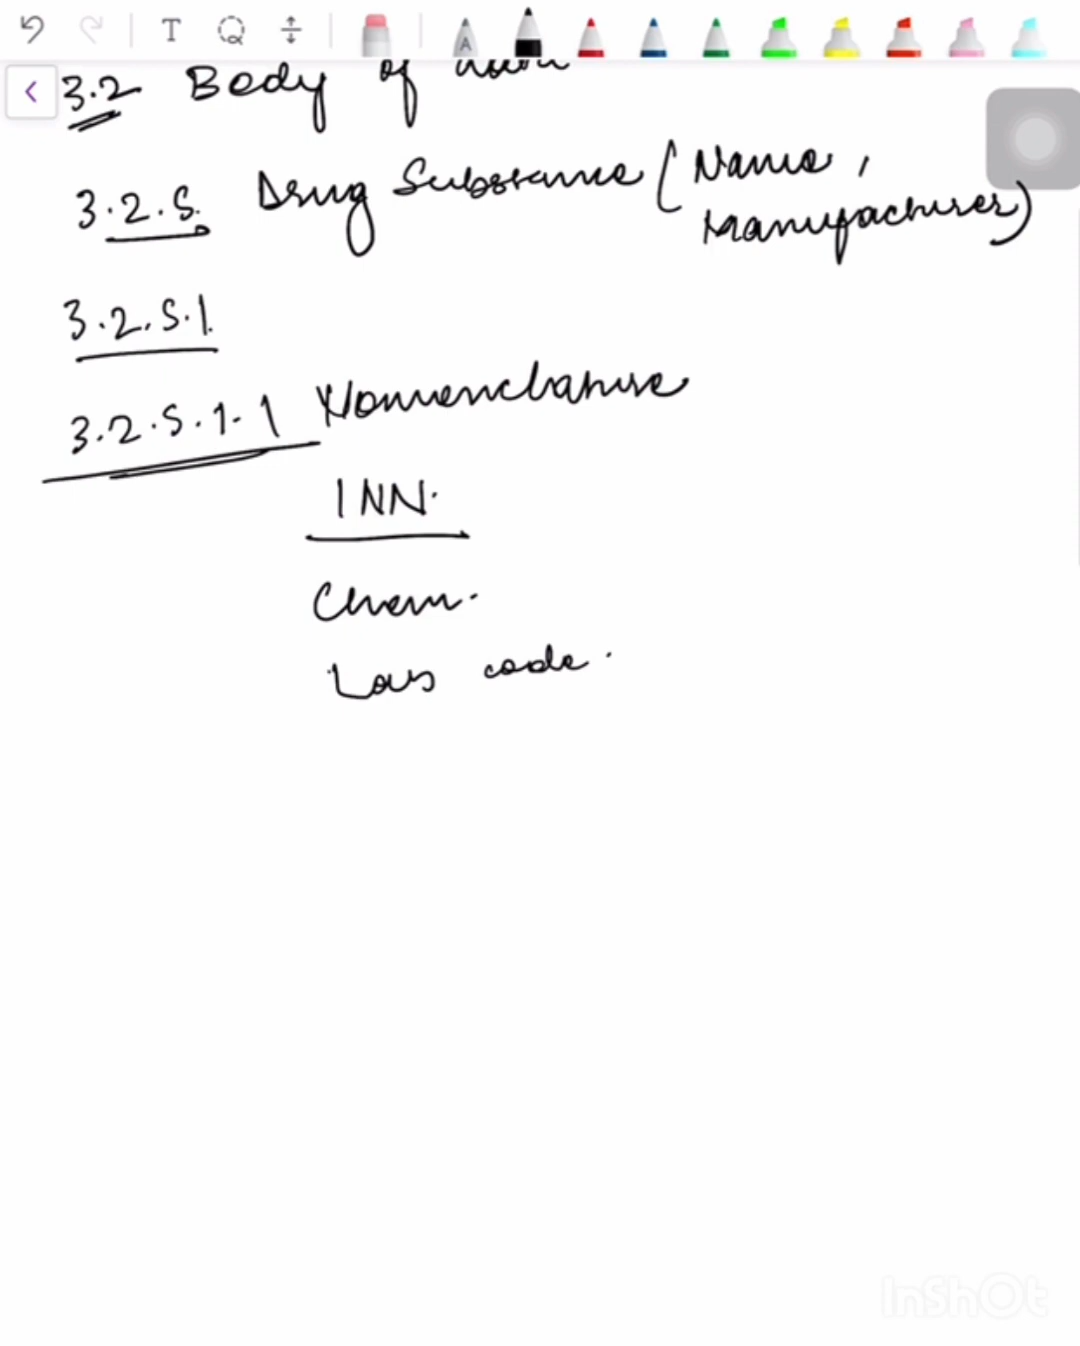 T
A
3.2 Body of
3.2.S. Drug Substance (Name,
Manufacturer)
3.2.S.1.
3.2.S.1.1 Nomenclature
INN.
Chem.
code.
InShOt